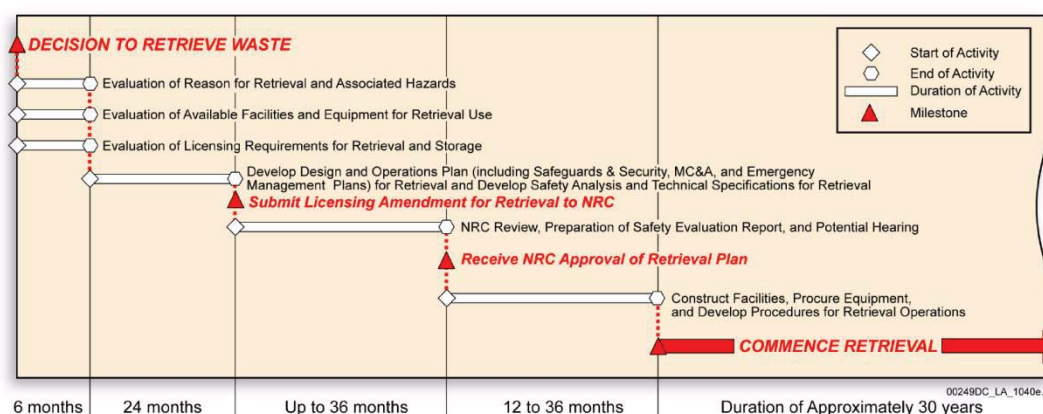 DECISION TO RETRIEVE WASTE
Start of Activity
End of Activity
Duration of Activity
Milestone
Evaluation of Reason for Retrieval and Associated Hazards
Evaluation of Available Facilities and Equipment for Retrieval Use
Evaluation of Licensing Requirements for Retrieval and Storage
Develop Design and Operations Plan (including Safeguards & Security, MC&A, and Emergency
Management Plans) for Retrieval and Develop Safety Analysis and Technical Specifications for Retrieval
Submit Licensing Amendment for Retrieval to NRC
NRC Review, Preparation of Safety Evaluation Report, and Potential Hearing
Receive NRC Approval of Retrieval Plan
Construct Facilities, Procure Equipment,
and Develop Procedures for Retrieval Operations
COMMENCE RETRIEVAL
00249DC_LA_1040e.
6 months
24 months
Up to 36 months
12 to 36 months
Duration of Approximately 30 years